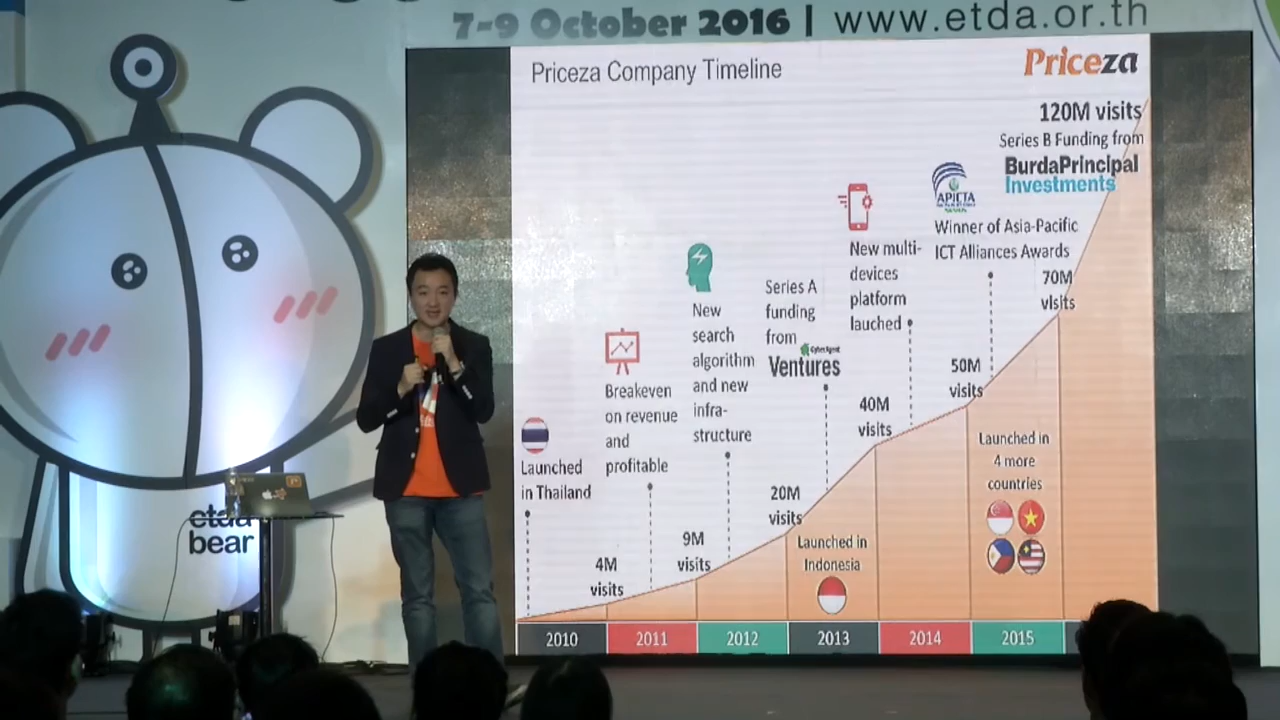 7-9 October 2016 | www.etda.or.th
Priceza Company Timeline
Priceza
120M visits
Series B Funding from
BurdaPrincipal
Investments
APICTA
Winner of Asia-Pacific
ICT Alliances Awards
70M
visits
New multi-
devices
platform
lauched
50M
visits
Series A
funding
from
CyberAgent
Ventures
40M
visits
New
search
algorithm
and new
infra-
structure
20M
visits
Breakeven
on revenue
and
profitable
9M
visits
Launched
in Thailand
4M
visits
Launched in
Indonesia
Launched in
4 more
countries
2010
2011
2012
2013
2014
2015
etda
bear